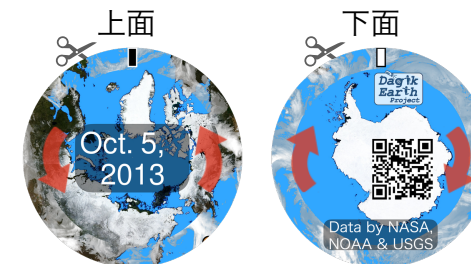 上面
下面
Oct. 5,
2013
Dagik
Earth
Project
Data by NASA,
NOAA & USGS